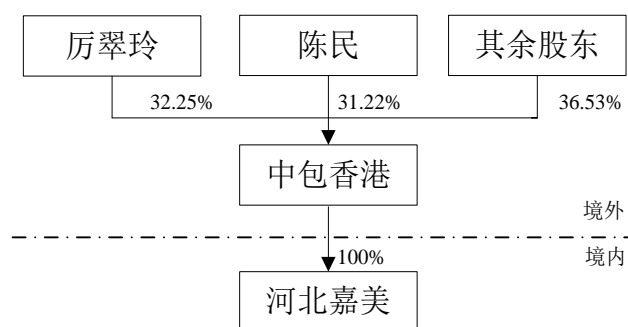 厉翠玲
陈民
其余股东
32.25%
31.22%
36.53%
中包香港
境外
100%
境内
河北嘉美